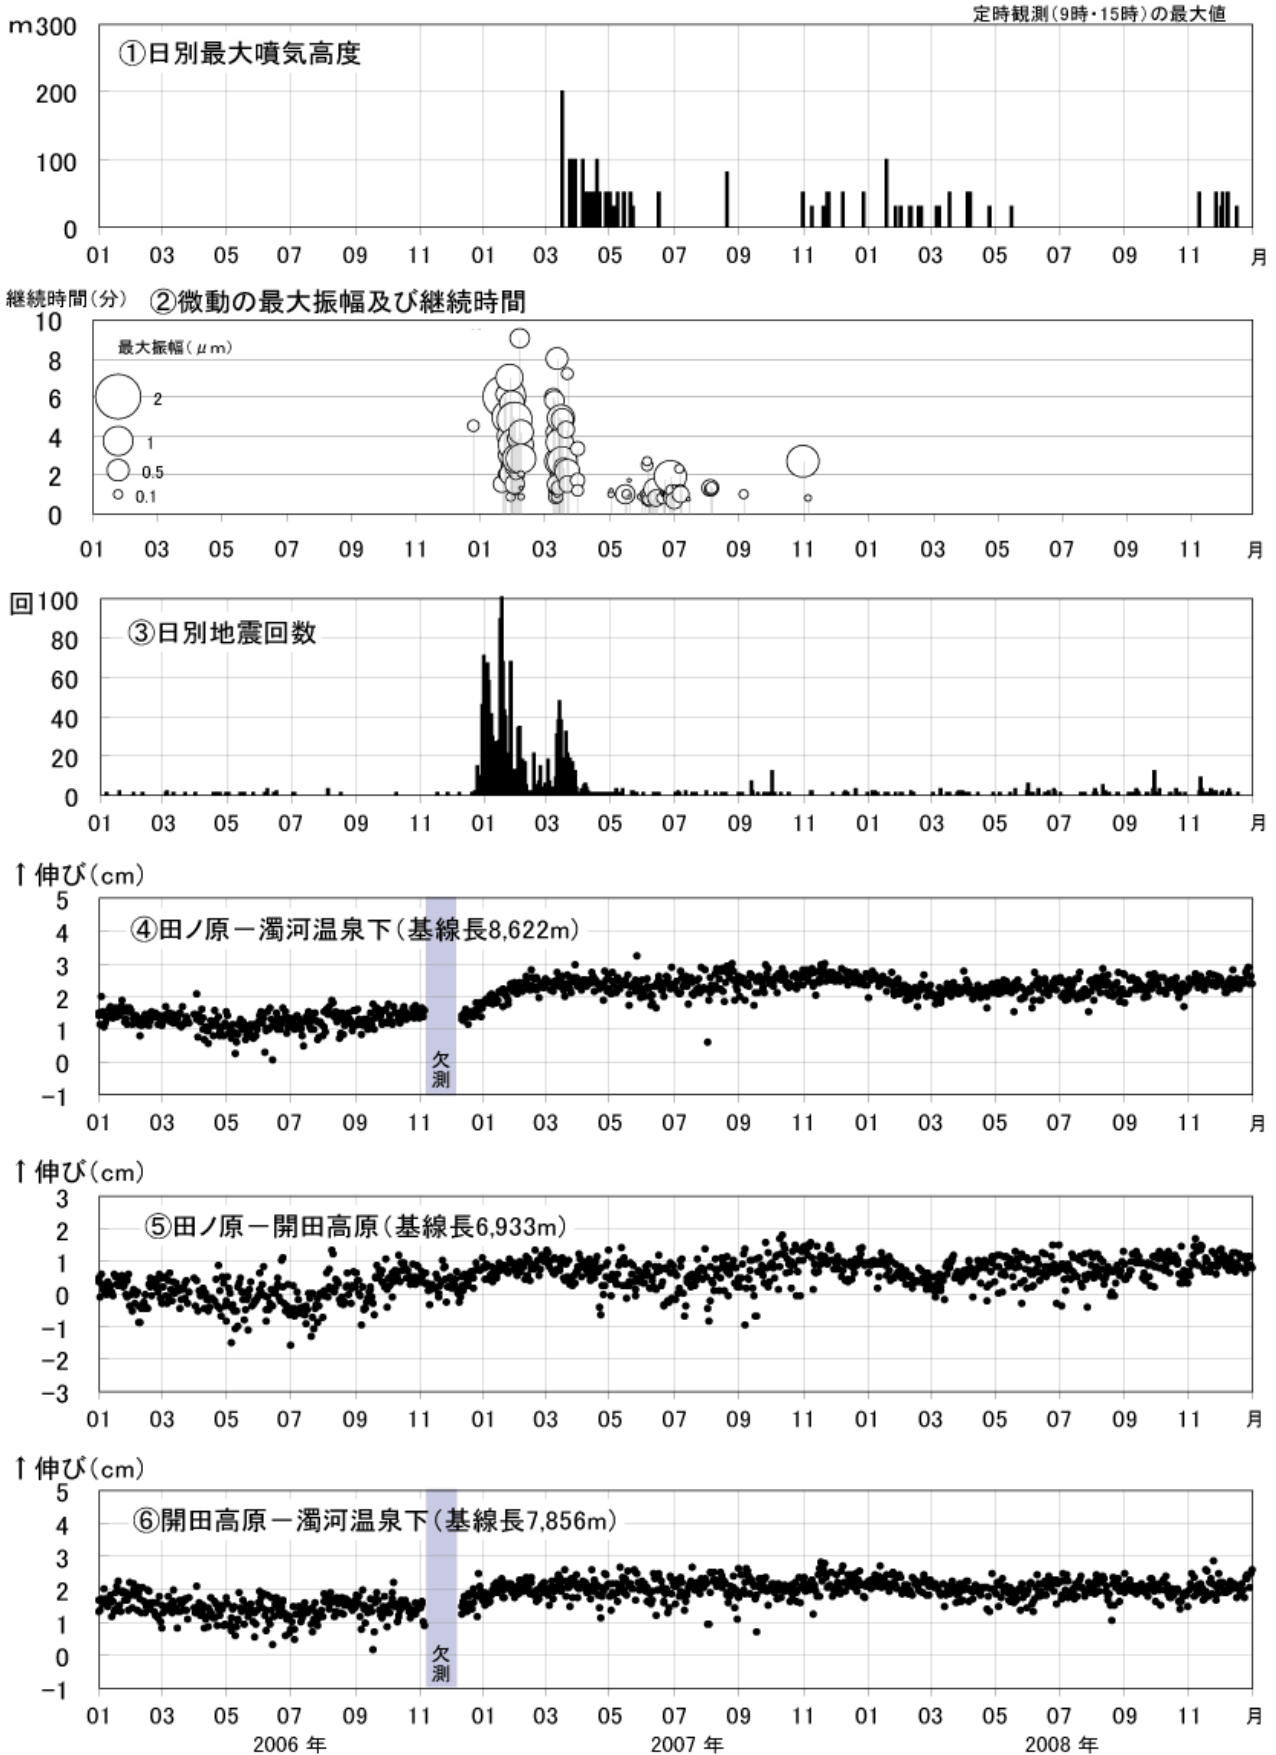 定時観測(9時・15時)の最大値
m300
①日別最大噴気高度
200
100
0
01 03 05 07 09 11 01 03 05 07 09 11 01 03 05 07 09 11 月
継続時間(分) ②微動の最大振幅及び継続時間
10
最大振幅(μm)
8
6 2
4 1
2 0.5
0.1
0
01 03 05 07 09 11 01 03 05 07 09 11 01 03 05 07 09 11 月
回100
③日別地震回数
80
60
40
20
0
01 03 05 07 09 11 01 03 05 07 09 11 01 03 05 07 09 11 月
↑伸び(cm)
5
④田ノ原－濁河温泉下(基線長8,622m)
4
3
2
1
0 欠測
−1
01 03 05 07 09 11 01 03 05 07 09 11 01 03 05 07 09 11 月
↑伸び(cm)
3
⑤田ノ原－開田高原(基線長6,933m)
2
1
0
−1
−2
−3
01 03 05 07 09 11 01 03 05 07 09 11 01 03 05 07 09 11 月
↑伸び(cm)
5
⑥開田高原－濁河温泉下(基線長7,856m)
4
3
2
1
0 欠測
−1
01 03 05 07 09 11 01 03 05 07 09 11 01 03 05 07 09 11 月
2006 年 2007 年 2008 年